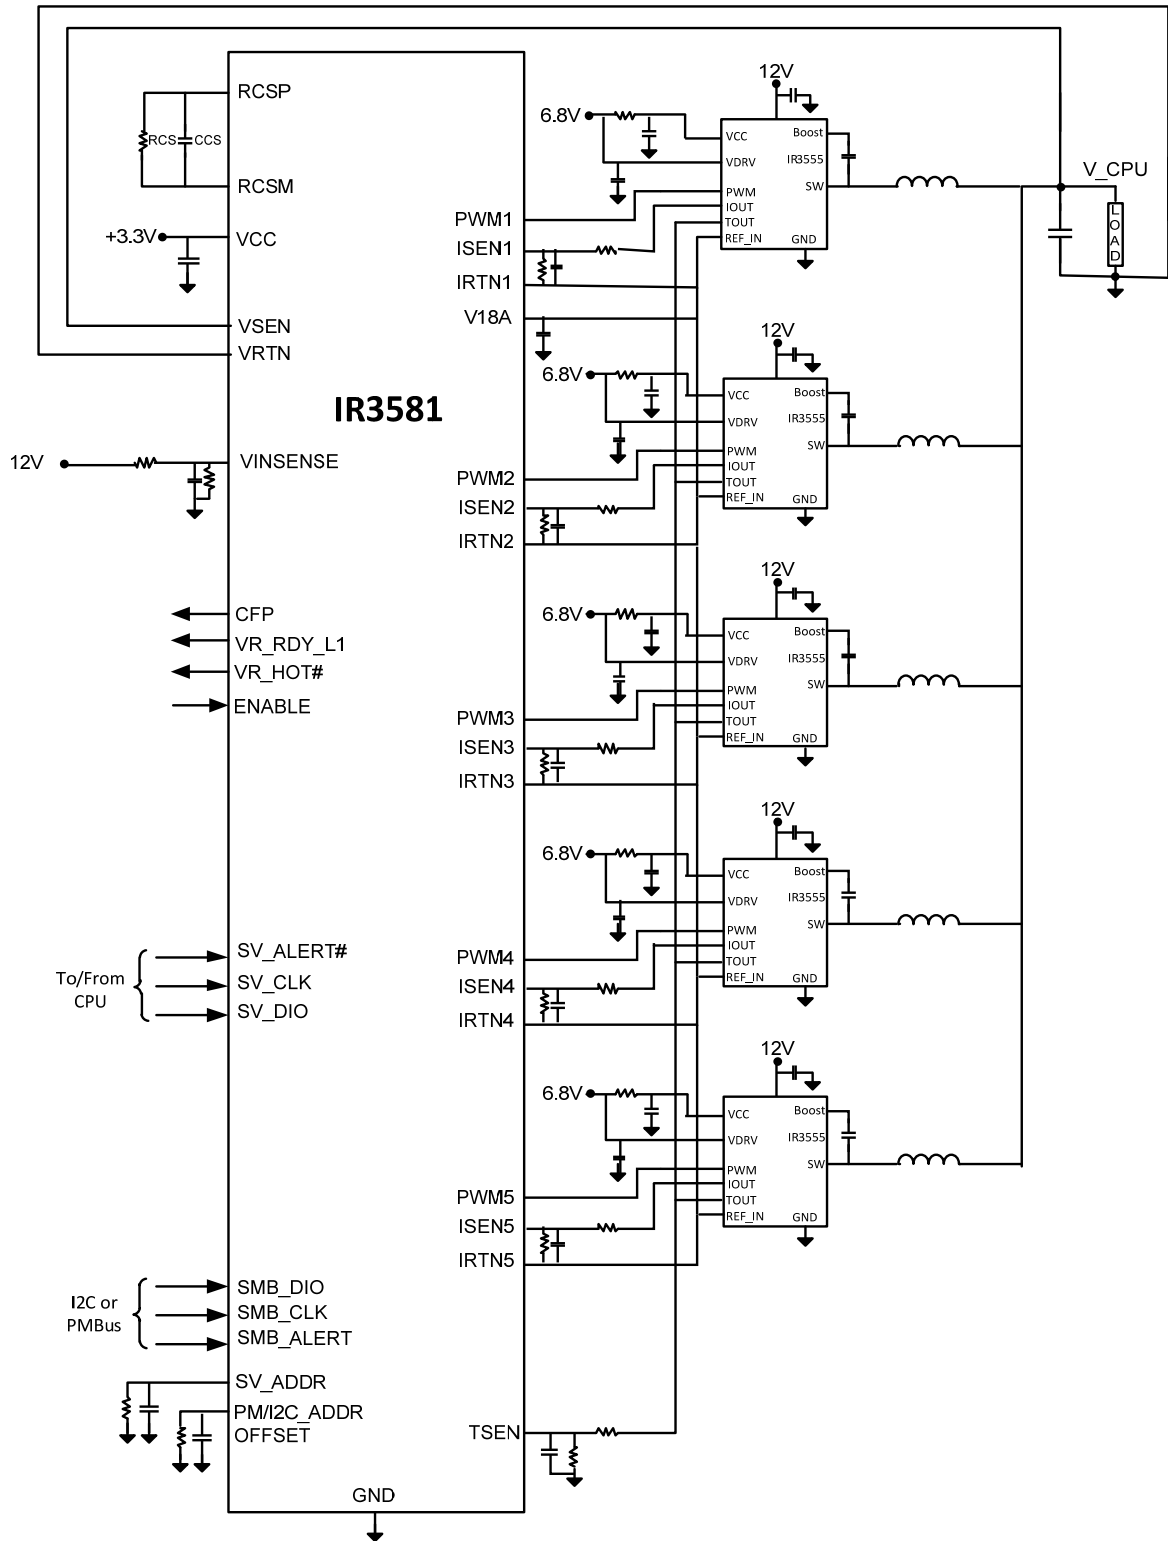 RCSP
RCS
CCS
RCSM
+3.3V
VCC
VSEN
VRTN
IR3581
12V
VINSENSE
CFP
VR_RDY_L1
VR_HOT#
ENABLE
To/From
CPU
SV_ALERT#
SV_CLK
SV_DIO
I2C or
PMBus
SMB_DIO
SMB_CLK
SMB_ALERT
SV_ADDR
PM/I2C_ADDR
OFFSET
GND
PWM1
ISEN1
IRTN1
V18A
PWM2
ISEN2
IRTN2
PWM3
ISEN3
IRTN3
PWM4
ISEN4
IRTN4
PWM5
ISEN5
IRTN5
TSEN
12V
6.8V
VCC
VDRV
PWM
IOUT
TOUT
REF_IN
Boost
IR3555
SW
GND
V_CPU
LOAD
12V
6.8V
VCC
VDRV
PWM
IOUT
TOUT
REF_IN
Boost
IR3555
SW
GND
12V
6.8V
VCC
VDRV
PWM
IOUT
TOUT
REF_IN
Boost
IR3555
SW
GND
12V
6.8V
VCC
VDRV
PWM
IOUT
TOUT
REF_IN
Boost
IR3555
SW
GND
12V
6.8V
VCC
VDRV
PWM
IOUT
TOUT
REF_IN
Boost
IR3555
SW
GND